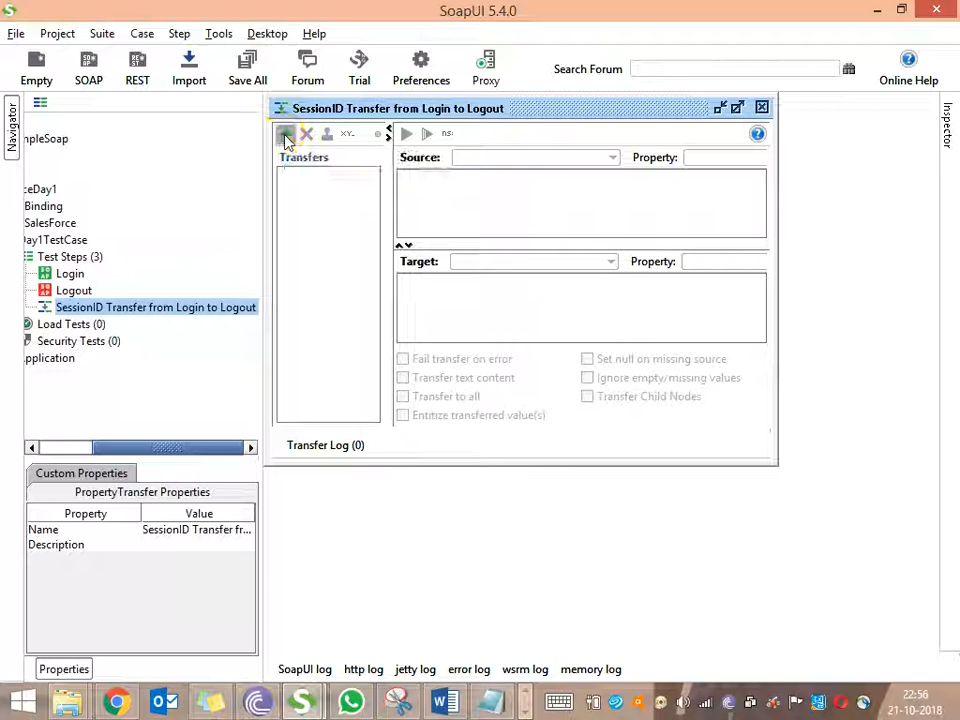 SoapUI 5.4.0
File Project Suite Case Step Tools Desktop Help
Empty SOAP REST Import Save All Forum Trial Preferences Proxy Search Forum Online Help
Navigator
Inspector
SessionID Transfer from Login to Logout
mpleSoap
ceDay1
Binding
SalesForce
Day1TestCase
Test Steps (3)
Login
Logout
SessionID Transfer from Login to Logout
Load Tests (0)
Security Tests (0)
pplication
Transfers
Source: Property:
Target: Property:
Fail transfer on error Set null on missing source
Transfer text content Ignore empty/missing values
Transfer to all Transfer Child Nodes
Entitize transferred value(s)
Transfer Log (0)
Custom Properties
PropertyTransfer Properties
Property Value
Name SessionID Transfer fr...
Description
Properties
SoapUI log http log jetty log error log wsrm log memory log
22:56
21-10-2018